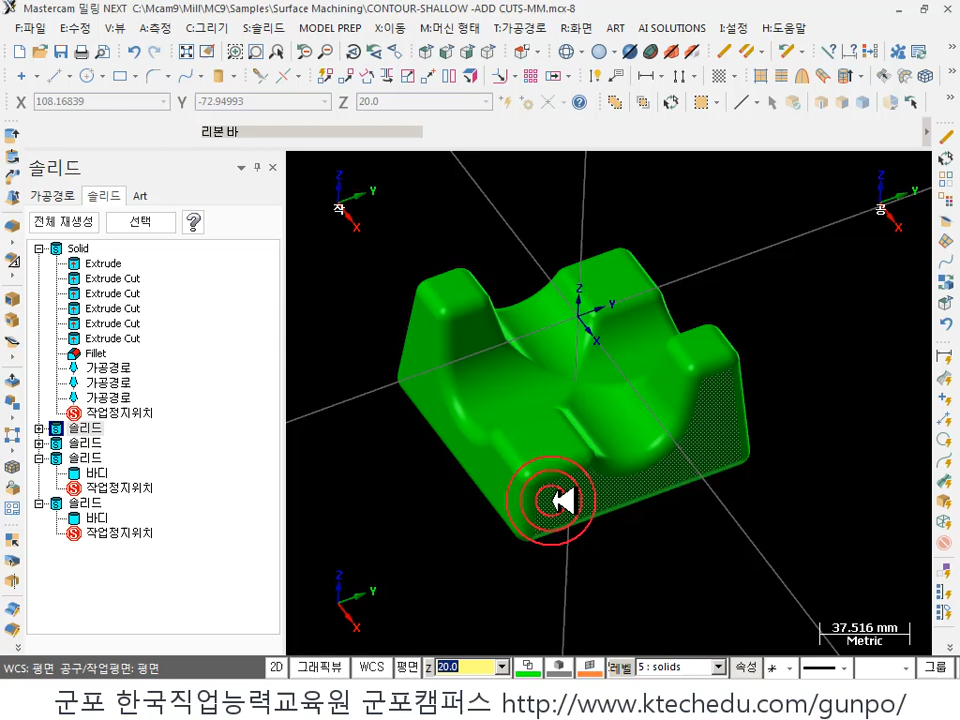 Mastercam 밀링 NEXT C:\Mcam9\Mill\MC9\Samples\Surface Machining\CONTOUR-SHALLOW -ADD CUTS-MM.mcx-8
F:파일 E:수정 V:뷰 A:측정 C:그리기 S:솔리드 MODEL PREP X:이동 M:머신 형태 T:가공경로 R:화면 ART AI SOLUTIONS I:설정 H:도움말
X 108.16839 Y -72.94993 Z 20.0
리본 바
솔리드
가공경로 솔리드 Art
전체 재생성 선택
Solid
Extrude
Extrude Cut
Extrude Cut
Extrude Cut
Extrude Cut
Extrude Cut
Fillet
가공경로
가공경로
가공경로
작업정지위치
솔리드
솔리드
솔리드
바디
작업정지위치
솔리드
바디
작업정지위치
Z
Y
작
X
Z
Y
공
X
Z
Y
X
Z
Y
X
37.516 mm
Metric
WCS: 평면 공구/작업평면: 평면
2D 그래픽뷰 WCS 평면 Z 20.0 레벨 5 : solids 속성 그룹
군포 한국직업능력교육원 군포캠퍼스 http://www.ktechedu.com/gunpo/